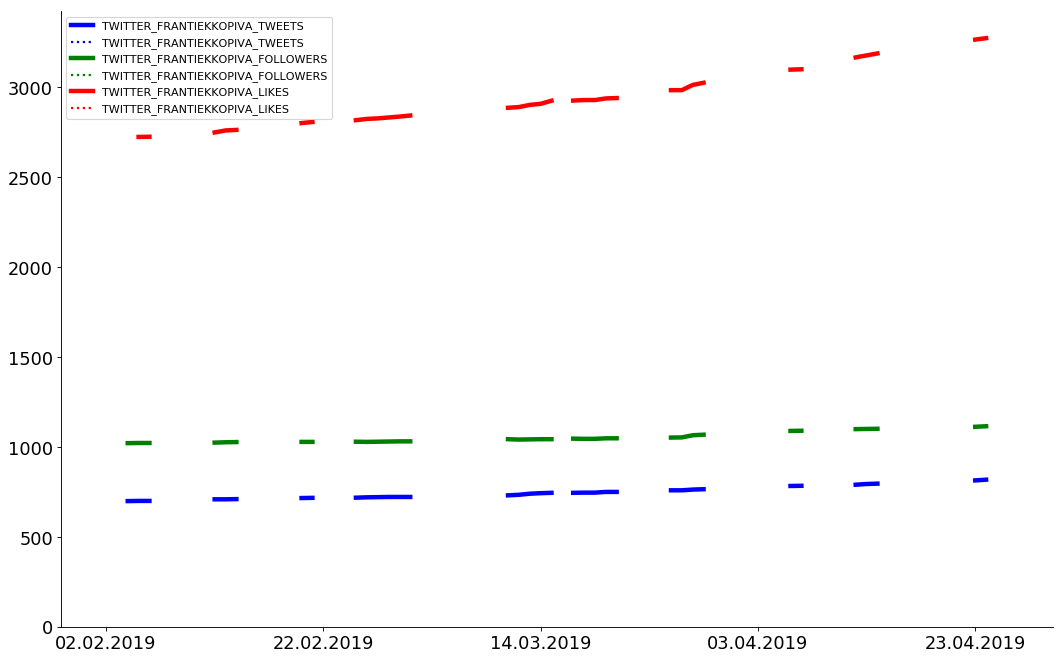 TWITTER_FRANTIEKKOPIVA_TWEETS
TWITTER_FRANTIEKKOPIVA_TWEETS
TWITTER_FRANTIEKKOPIVA_FOLLOWERS
TWITTER_FRANTIEKKOPIVA_FOLLOWERS
TWITTER_FRANTIEKKOPIVA_LIKES
TWITTER_FRANTIEKKOPIVA_LIKES
3000
2500
2000
1500
1000
500
0
02.02.2019 22.02.2019 14.03.2019 03.04.2019 23.04.2019